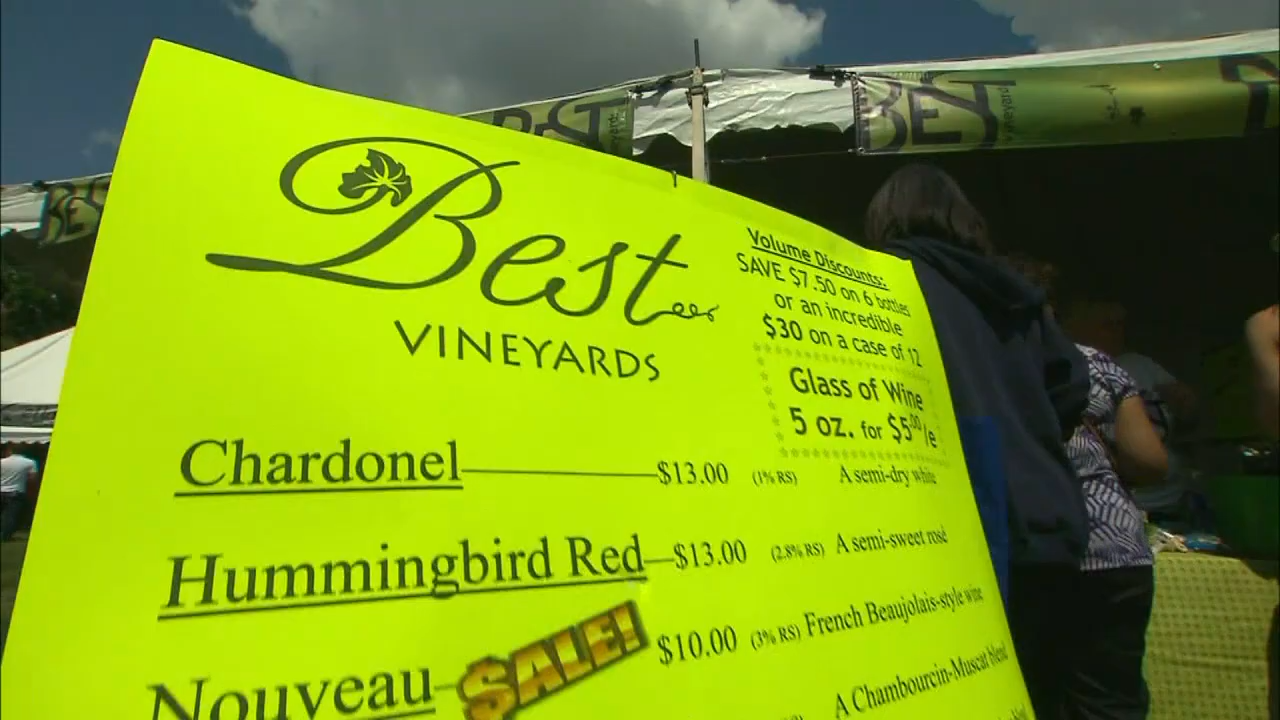 BEST
BEST
vineyards
BES
Best
VINEYARDS
Volume Discounts:
SAVE $7.50 on 6 bottles
or an incredible
$30 on a case of 12
Glass of Wine
5 oz. for $5.00/e
Chardonel $13.00 (1% RS) A semi-dry white
Hummingbird Red $13.00 (2.8% RS) A semi-sweet rosé
Nouveau SALE! $10.00 (3% RS) French Beaujolais-style wine
A Chambourcin-Muscat blend